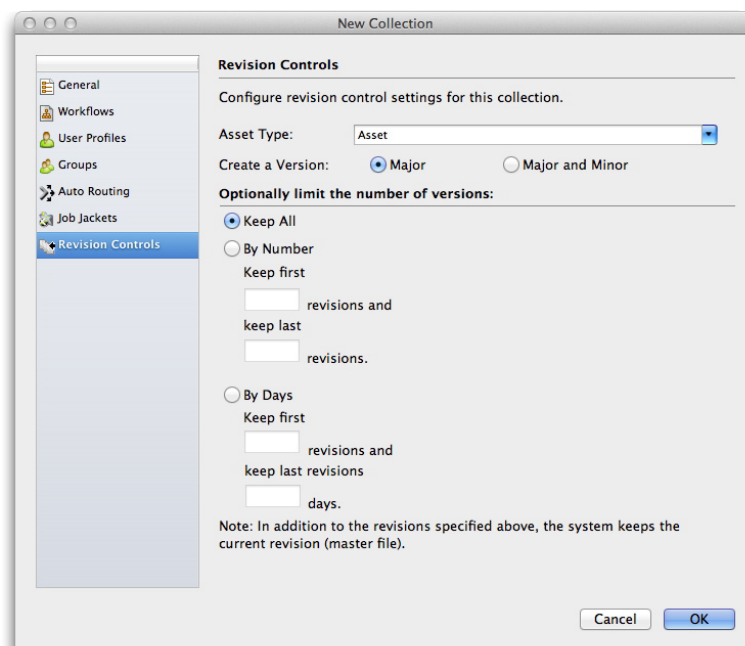 New Collection
General
Workflows
User Profiles
Groups
Auto Routing
Job Jackets
Revision Controls
Revision Controls
Configure revision control settings for this collection.
Asset Type: Asset
Create a Version: Major Major and Minor
Optionally limit the number of versions:
Keep All
By Number
Keep first
revisions and
keep last
revisions.
By Days
Keep first
revisions and
keep last revisions
days.
Note: In addition to the revisions specified above, the system keeps the
current revision (master file).
Cancel OK